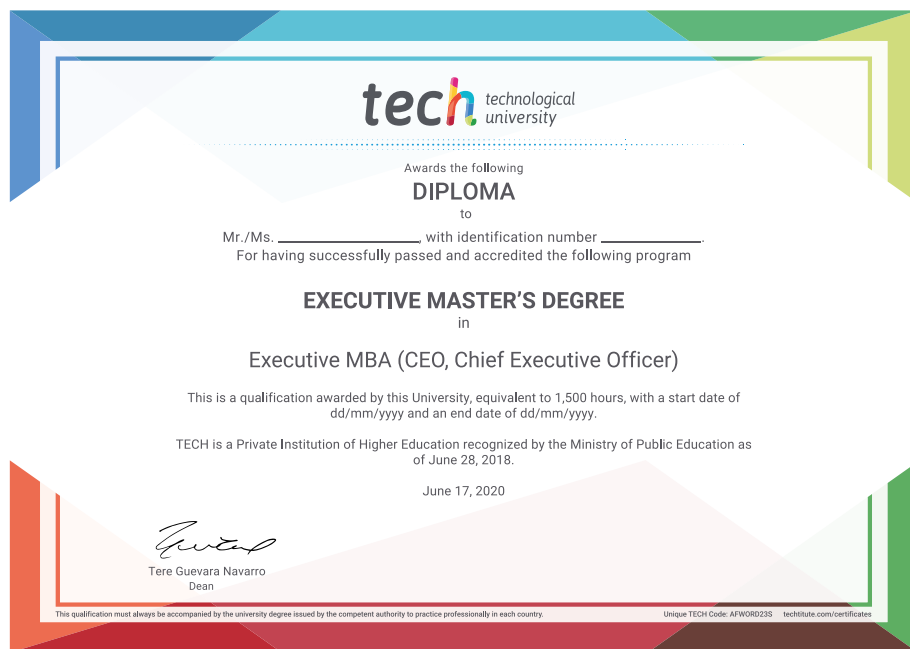 tech technological
university
Awards the following
DIPLOMA
to
Mr./Ms. ____________, with identification number _________.
For having successfully passed and accredited the following program
EXECUTIVE MASTER'S DEGREE
in
Executive MBA (CEO, Chief Executive Officer)
This is a qualification awarded by this University, equivalent to 1,500 hours, with a start date of
dd/mm/yyyy and an end date of dd/mm/yyyy.
TECH is a Private Institution of Higher Education recognized by the Ministry of Public Education as
of June 28, 2018.
June 17, 2020
Tere Guevara Navarro
Dean
This qualification must always be accompanied by the university degree issued by the competent authority to practice professionally in each country. Unique TECH Code: AFWORD23S techtitute.com/certificates